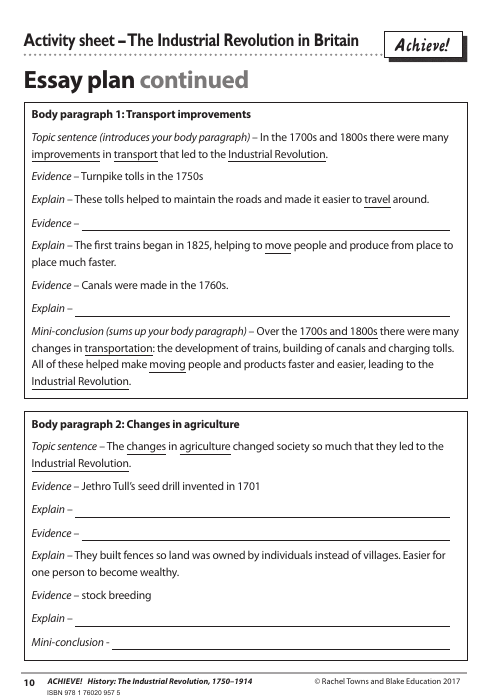 Activity sheet – The Industrial Revolution in Britain
Achieve!
Essay plan continued
Body paragraph 1: Transport improvements
Topic sentence (introduces your body paragraph) – In the 1700s and 1800s there were many
improvements in transport that led to the Industrial Revolution.
Evidence – Turnpike tolls in the 1750s
Explain – These tolls helped to maintain the roads and made it easier to travel around.
Evidence –
Explain – The first trains began in 1825, helping to move people and produce from place to
place much faster.
Evidence – Canals were made in the 1760s.
Explain –
Mini-conclusion (sums up your body paragraph) – Over the 1700s and 1800s there were many
changes in transportation: the development of trains, building of canals and charging tolls.
All of these helped make moving people and products faster and easier, leading to the
Industrial Revolution.
Body paragraph 2: Changes in agriculture
Topic sentence – The changes in agriculture changed society so much that they led to the
Industrial Revolution.
Evidence – Jethro Tull's seed drill invented in 1701
Explain –
Evidence –
Explain – They built fences so land was owned by individuals instead of villages. Easier for
one person to become wealthy.
Evidence – stock breeding
Explain –
Mini-conclusion -
10 ACHIEVE! History: The Industrial Revolution, 1750–1914 © Rachel Towns and Blake Education 2017
ISBN 978 1 76020 957 5